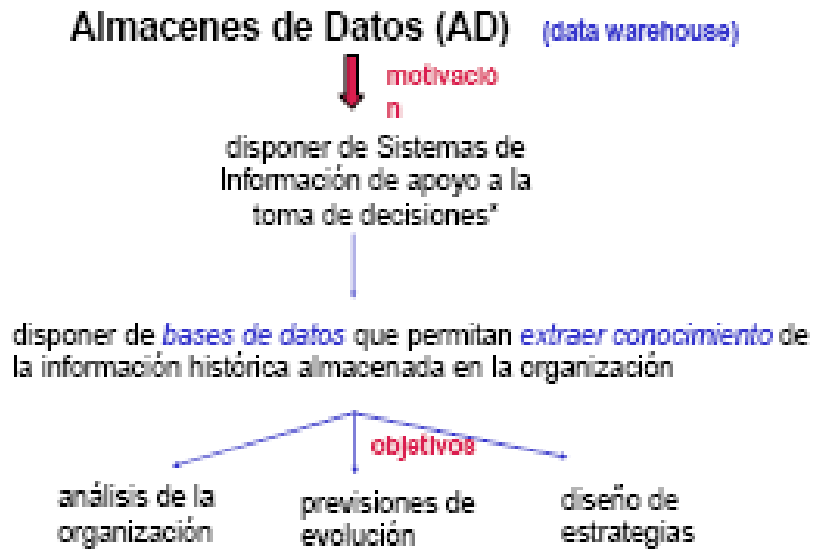 Almacenes de Datos (AD) (data warehouse)
motivació
n
disponer de Sistemas de
Información de apoyo a la
toma de decisiones*
disponer de bases de datos que permitan extraer conocimiento de
la información histórica almacenada en la organización
objetivos
análisis de la
organización
previsiones de
evolución
diseño de
estrategias